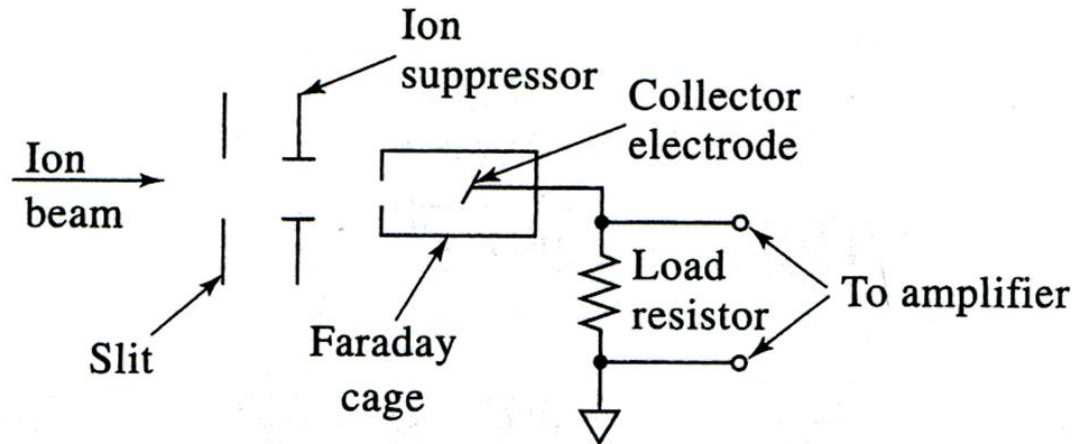 Ion
suppressor
Collector
electrode
Ion
beam
Load
resistor
To amplifier
Slit
Faraday
cage